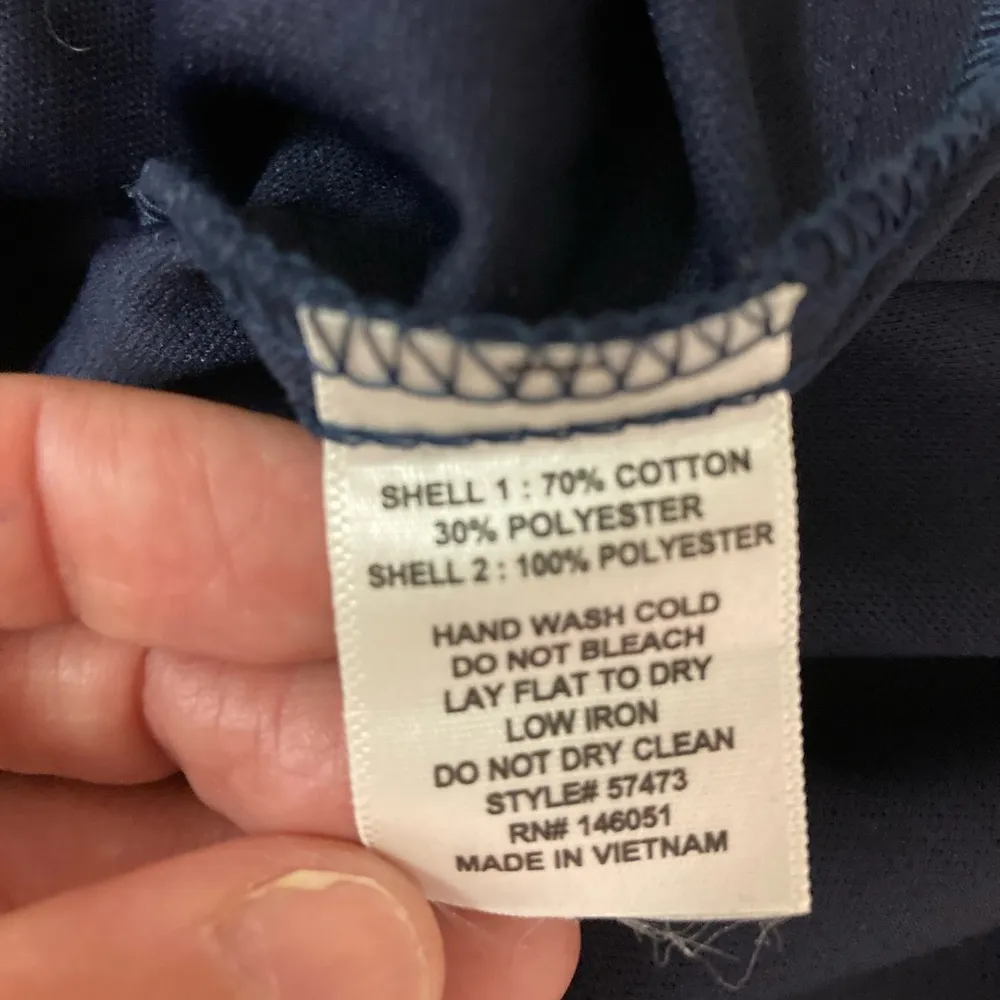 SHELL 1 : 70% COTTON
30% POLYESTER
SHELL 2 : 100% POLYESTER
HAND WASH COLD
DO NOT BLEACH
LAY FLAT TO DRY
LOW IRON
DO NOT DRY CLEAN
STYLE# 57473
RN# 146051
MADE IN VIETNAM